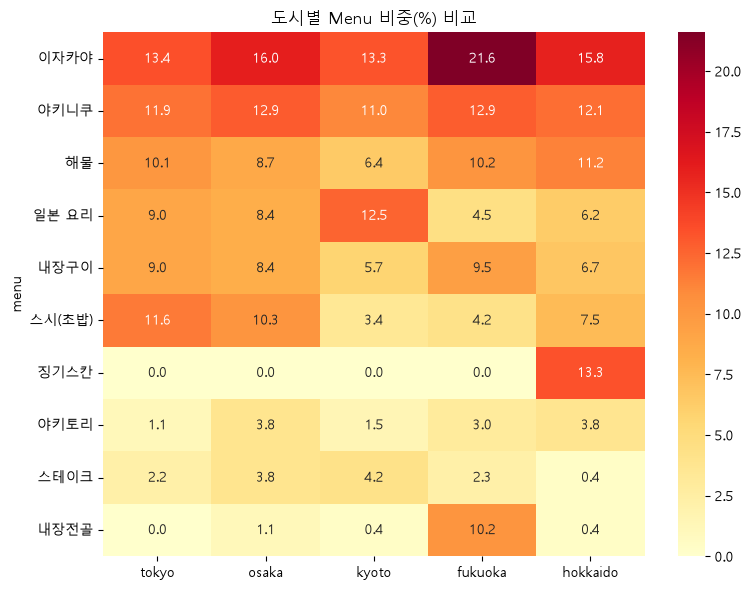 도시별 Menu 비중(%) 비교
menu
이자카야 13.4 16.0 13.3 21.6 15.8
야키니쿠 11.9 12.9 11.0 12.9 12.1
해물 10.1 8.7 6.4 10.2 11.2
일본 요리 9.0 8.4 12.5 4.5 6.2
내장구이 9.0 8.4 5.7 9.5 6.7
스시(초밥) 11.6 10.3 3.4 4.2 7.5
징기스칸 0.0 0.0 0.0 0.0 13.3
야키토리 1.1 3.8 1.5 3.0 3.8
스테이크 2.2 3.8 4.2 2.3 0.4
내장전골 0.0 1.1 0.4 10.2 0.4
tokyo osaka kyoto fukuoka hokkaido
20.0
17.5
15.0
12.5
10.0
7.5
5.0
2.5
0.0